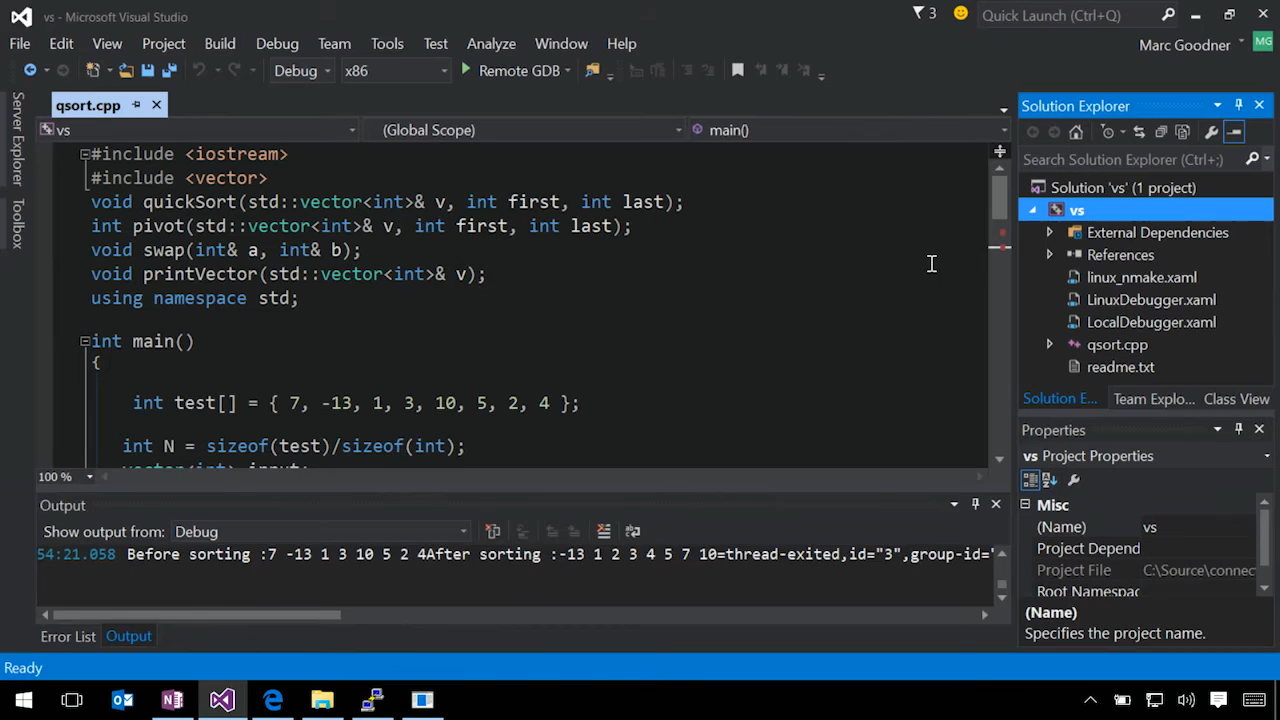 vs - Microsoft Visual Studio
3
Quick Launch (Ctrl+Q)
File Edit View Project Build Debug Team Tools Test Analyze Window Help
Marc Goodner MG
Debug x86 Remote GDB
Server Explorer
Toolbox
qsort.cpp
vs (Global Scope) main()
#include <iostream>
#include <vector>
void quickSort(std::vector<int>& v, int first, int last);
int pivot(std::vector<int>& v, int first, int last);
void swap(int& a, int& b);
void printVector(std::vector<int>& v);
using namespace std;
int main()
{
int test[] = { 7, -13, 1, 3, 10, 5, 2, 4 };
int N = sizeof(test)/sizeof(int);
vector<int> input;
100 %
Output
Show output from: Debug
54:21.058 Before sorting :7 -13 1 3 10 5 2 4After sorting :-13 1 2 3 4 5 7 10=thread-exited,id="3",group-id="
Error List Output
Solution Explorer
Search Solution Explorer (Ctrl+;)
Solution 'vs' (1 project)
vs
External Dependencies
References
linux_nmake.xaml
LinuxDebugger.xaml
LocalDebugger.xaml
qsort.cpp
readme.txt
Solution E... Team Explo... Class View
Properties
vs Project Properties
Misc
(Name) vs
Project Depend
Project File C:\Source\connec
Root Namespac
(Name)
Specifies the project name.
Ready